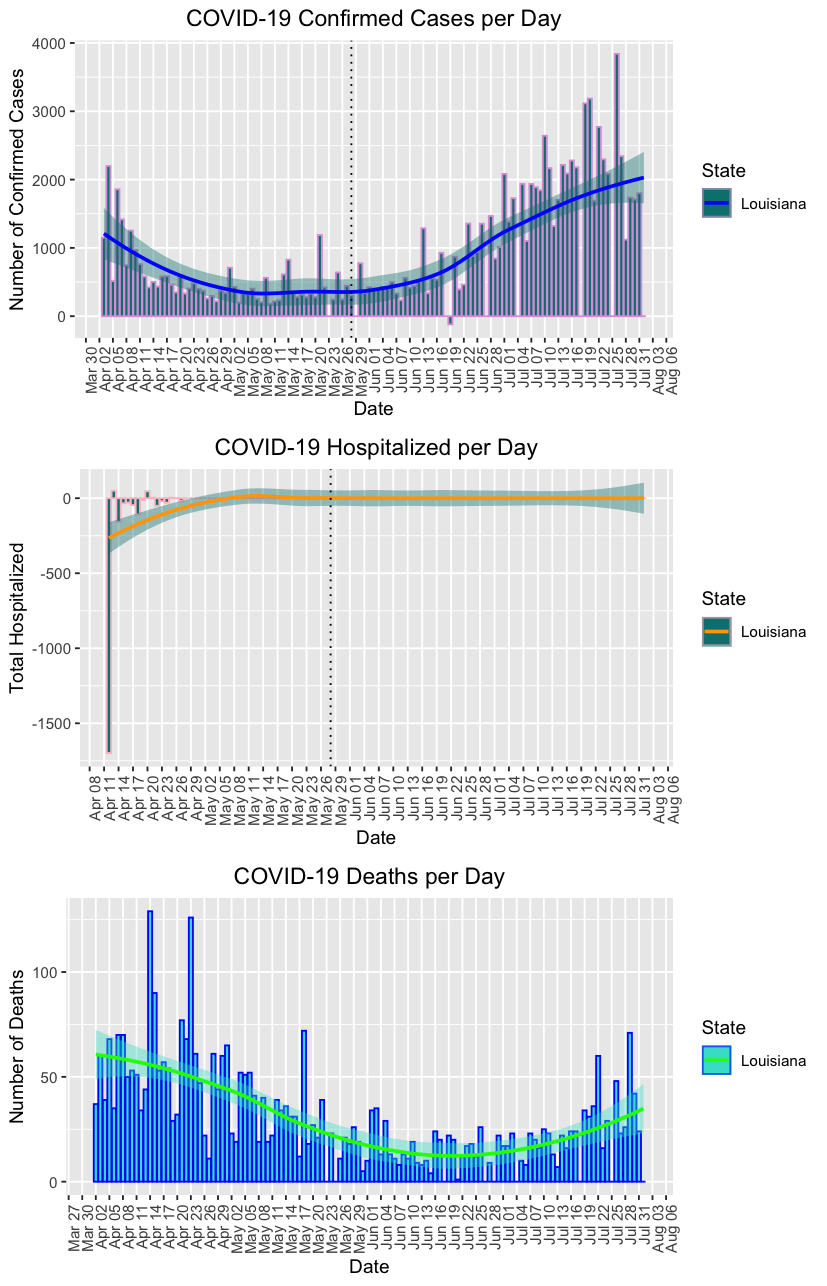 COVID-19 Confirmed Cases per Day
Number of Confirmed Cases
4000
3000
2000
1000
0
Mar 30
Apr 02
Apr 05
Apr 08
Apr 11
Apr 14
Apr 17
Apr 20
Apr 23
Apr 26
Apr 29
May 02
May 05
May 08
May 11
May 14
May 17
May 20
May 23
May 26
May 29
Jun 01
Jun 04
Jun 07
Jun 10
Jun 13
Jun 16
Jun 19
Jun 22
Jun 25
Jun 28
Jul 01
Jul 04
Jul 07
Jul 10
Jul 13
Jul 16
Jul 19
Jul 22
Jul 25
Jul 28
Jul 31
Aug 03
Aug 06
Date
State
Louisiana
COVID-19 Hospitalized per Day
Total Hospitalized
0
-500
-1000
-1500
Apr 08
Apr 11
Apr 14
Apr 17
Apr 20
Apr 23
Apr 26
Apr 29
May 02
May 05
May 08
May 11
May 14
May 17
May 20
May 23
May 26
May 29
Jun 01
Jun 04
Jun 07
Jun 10
Jun 13
Jun 16
Jun 19
Jun 22
Jun 25
Jun 28
Jul 01
Jul 04
Jul 07
Jul 10
Jul 13
Jul 16
Jul 19
Jul 22
Jul 25
Jul 28
Jul 31
Aug 03
Aug 06
Date
State
Louisiana
COVID-19 Deaths per Day
Number of Deaths
100
50
0
Mar 27
Mar 30
Apr 02
Apr 05
Apr 08
Apr 11
Apr 14
Apr 17
Apr 20
Apr 23
Apr 26
Apr 29
May 02
May 05
May 08
May 11
May 14
May 17
May 20
May 23
May 26
May 29
Jun 01
Jun 04
Jun 07
Jun 10
Jun 13
Jun 16
Jun 19
Jun 22
Jun 25
Jun 28
Jul 01
Jul 04
Jul 07
Jul 10
Jul 13
Jul 16
Jul 19
Jul 22
Jul 25
Jul 28
Jul 31
Aug 03
Aug 06
Date
State
Louisiana